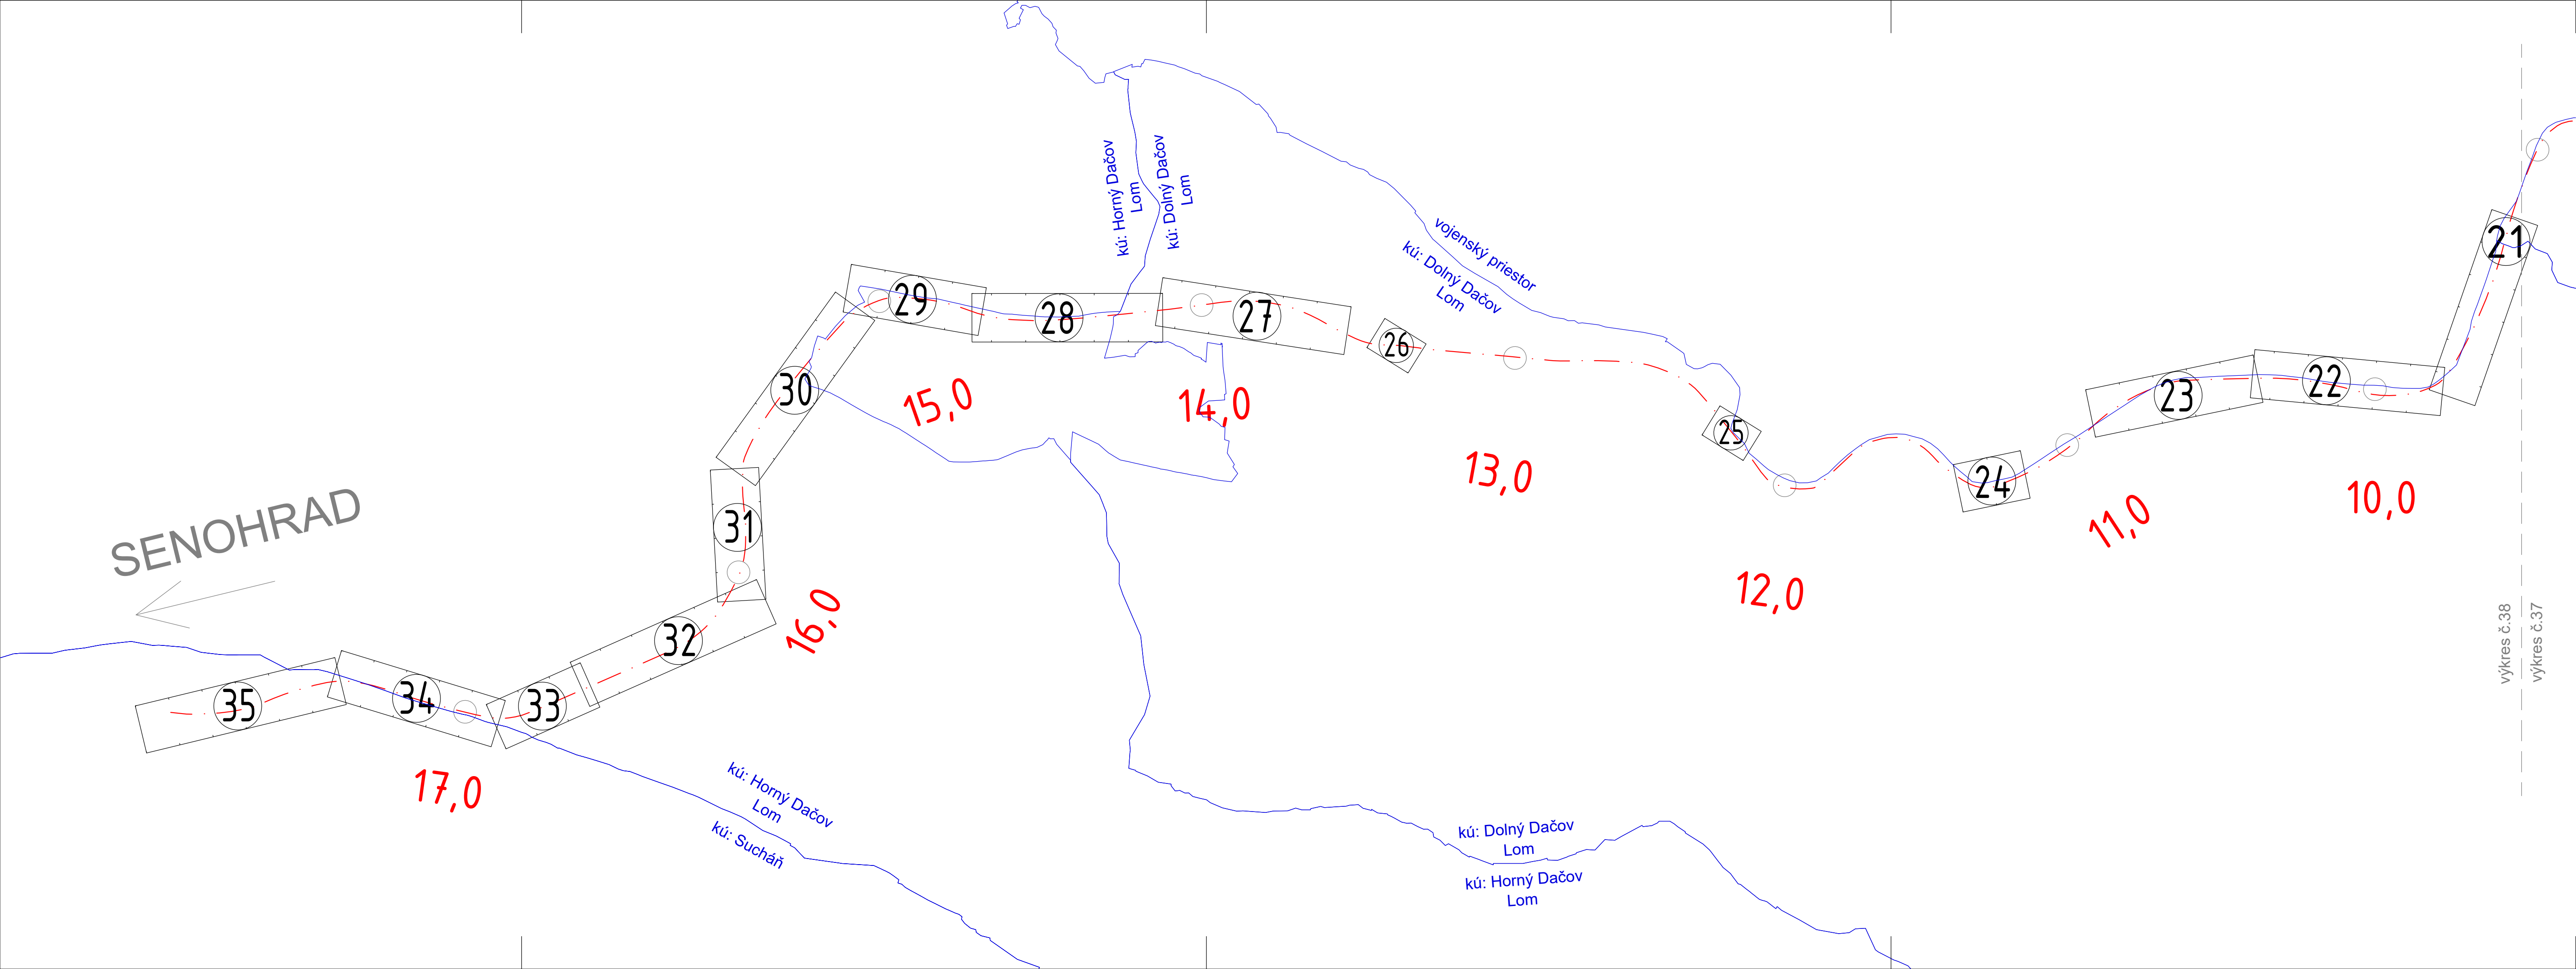 kú: Horný Dačov
Lom
kú: Dolný Dačov
Lom
vojenský priestor
kú: Dolný Dačov
Lom
21
29
28
27
26
30
25
24
23
22
15,0
14,0
13,0
12,0
11,0
10,0
SENOHRAD
31
16,0
32
35
34
33
17,0
výkres č.38
výkres č.37
kú: Horný Dačov
Lom
kú: Sucháň
kú: Dolný Dačov
Lom
kú: Horný Dačov
Lom